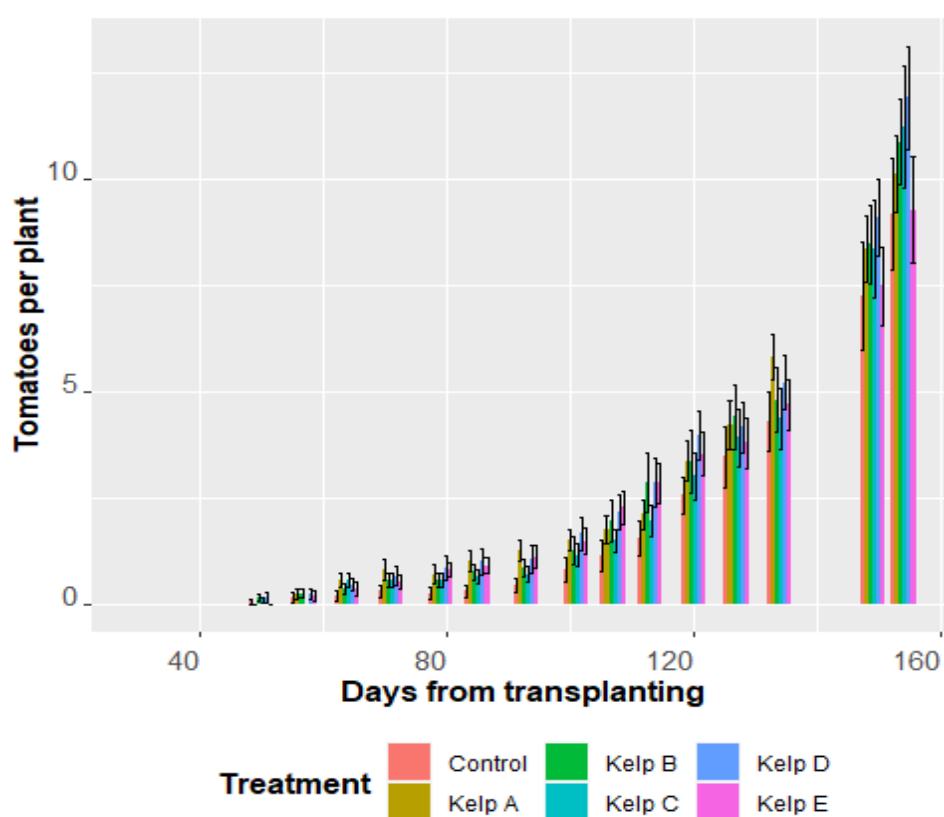 10
5
0
Tomatoes per plant
40 80 120 160
Days from transplanting
Treatment
Control Kelp B Kelp D
Kelp A Kelp C Kelp E